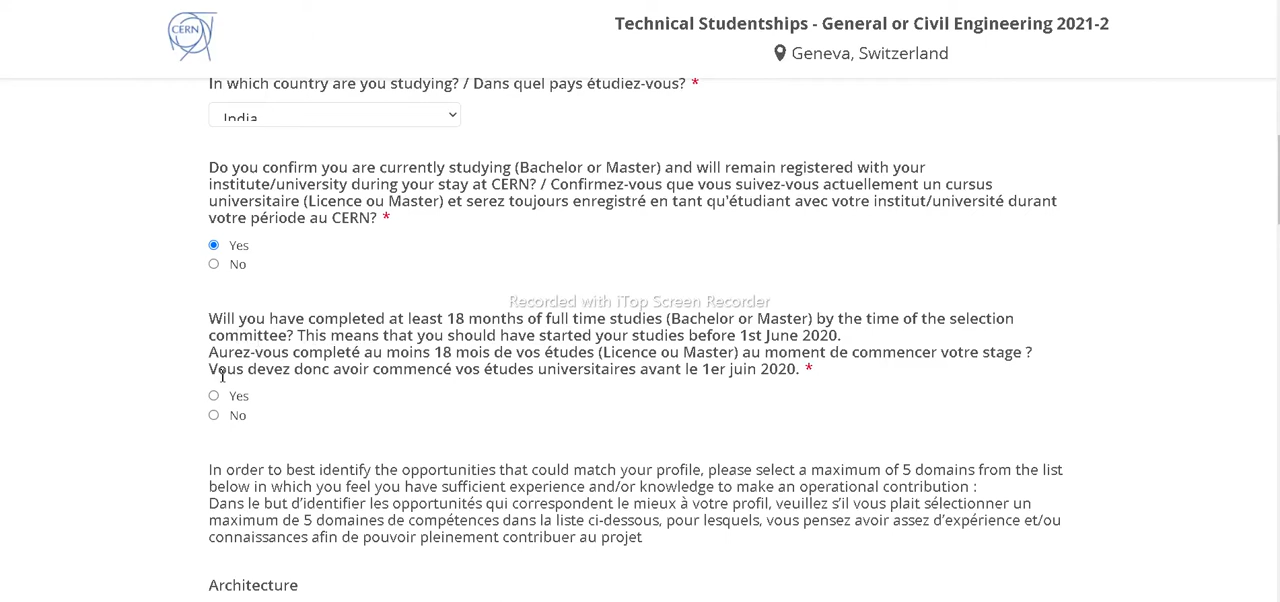 CERN
Technical Studentships - General or Civil Engineering 2021-2
Geneva, Switzerland
In which country are you studying? / Dans quel pays étudiez-vous? *
India
Do you confirm you are currently studying (Bachelor or Master) and will remain registered with your
institute/university during your stay at CERN? / Confirmez-vous que vous suivez-vous actuellement un cursus
universitaire (Licence ou Master) et serez toujours enregistré en tant qu'étudiant avec votre institut/université durant
votre période au CERN? *
Yes
No
Recorded with iTop Screen Recorder
Will you have completed at least 18 months of full time studies (Bachelor or Master) by the time of the selection
committee? This means that you should have started your studies before 1st June 2020.
Aurez-vous completé au moins 18 mois de vos études (Licence ou Master) au moment de commencer votre stage ?
Vous devez donc avoir commencé vos études universitaires avant le 1er juin 2020. *
Yes
No
In order to best identify the opportunities that could match your profile, please select a maximum of 5 domains from the list
below in which you feel you have sufficient experience and/or knowledge to make an operational contribution :
Dans le but d'identifier les opportunités qui correspondent le mieux à votre profil, veuillez s'il vous plait sélectionner un
maximum de 5 domaines de compétences dans la liste ci-dessous, pour lesquels, vous pensez avoir assez d'expérience et/ou
connaissances afin de pouvoir pleinement contribuer au projet
Architecture